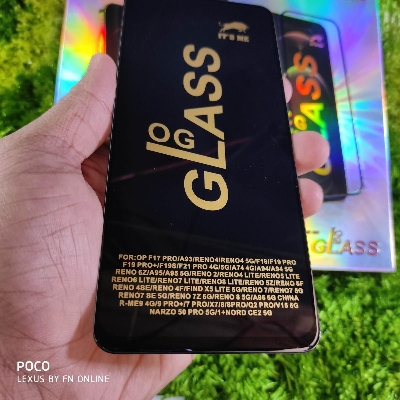 IT'S ME
OG
GLASS
FOR:OP F17 PRO/A93/RENO4/RENO4 5G/F19/F19 PRO
F19 PRO+/F19S/F21 PRO 4G/5G/A74 4G/A94/A94 5G
RENO 5Z/A95/A95 5G/RENO 2/RENO4 LITE/RENO5 LITE
RENO6 LITE/RENO7 LITE/RENO8 LITE/RENO 5Z/RENO 5F
RENO 4SE/RENO 4F/FIND X5 LITE 5G/RENO 7/RENO7 5G
RENO7 SE 5G/RENO 7Z 5G/RENO 8 5G/A98 5G CHINA
R-ME9 4G/9 PRO+/7 PRO/X7/8/8PRO/Q2 PRO/V15 5G
NARZO 50 PRO 5G/1+NORD CE2 5G
GLASS
GLASS
POCO
LEXUS BY FN ONLINE